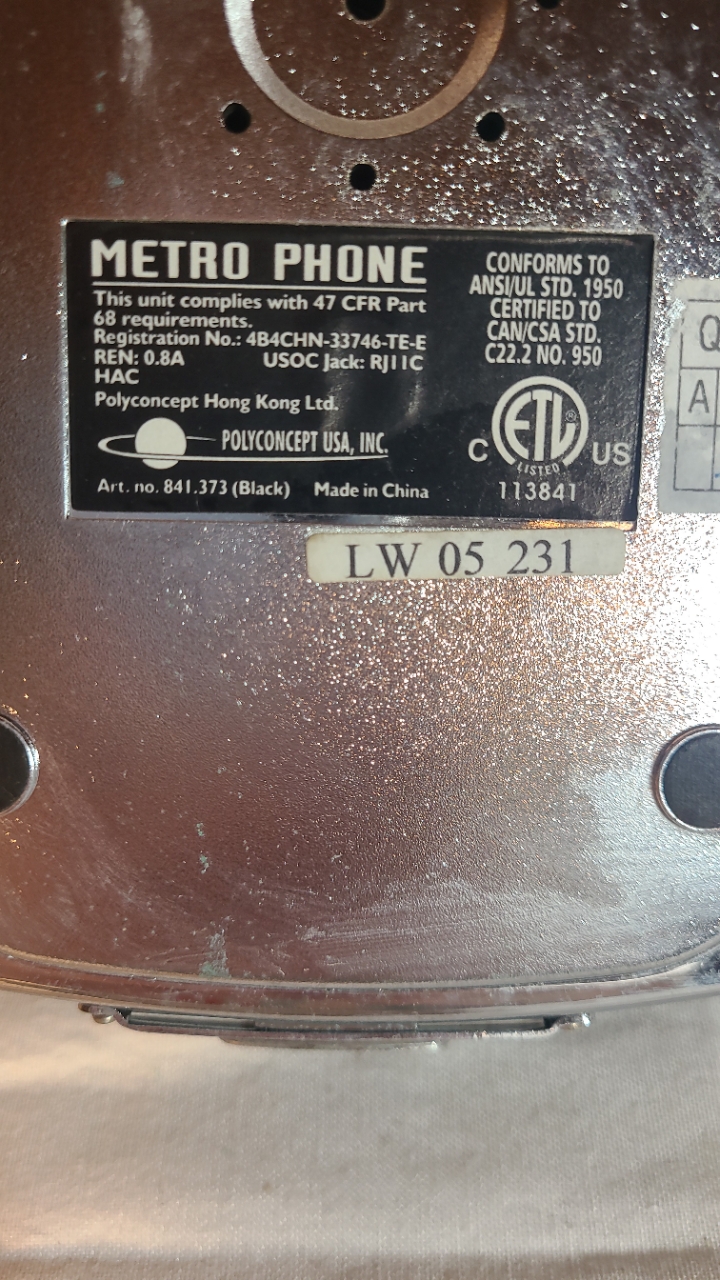 METRO PHONE
This unit complies with 47 CFR Part
68 requirements.
Registration No.: 4B4CHN-33746-TE-E
REN: 0.8A USOC Jack: RJ11C
HAC
Polyconcept Hong Kong Ltd.
POLYCONCEPT USA, INC.
Art. no. 841.373 (Black) Made in China
CONFORMS TO
ANSI/UL STD. 1950
CERTIFIED TO
CAN/CSA STD.
C22.2 NO. 950
C ETL ® US
LISTED
113841
Q
A
LW 05 231